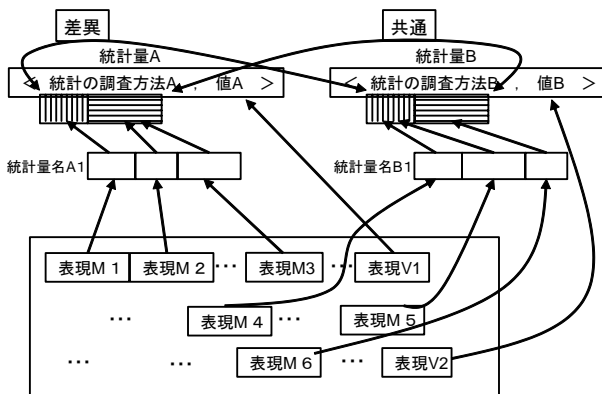 差異 共通
統計量A 統計量B
< 統計の調査方法A , 値A > < 統計の調査方法B , 値B >
統計量名A1 統計量名B1
表現M 1 表現M 2 … 表現M3 … 表現V1
… 表現M 4 … 表現M 5
… … 表現M 6 … 表現V2